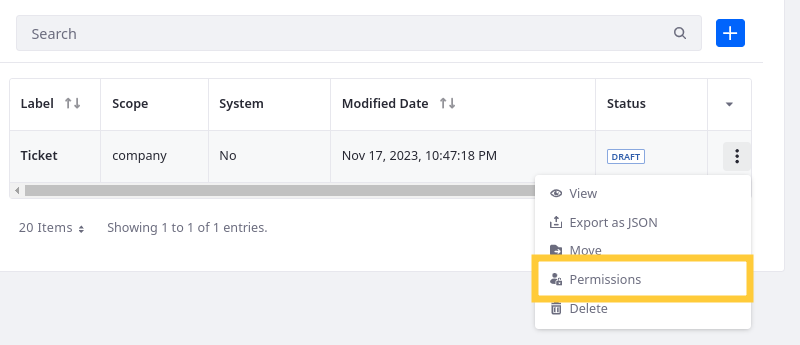 Search
Label Scope System Modified Date Status
Ticket company No Nov 17, 2023, 10:47:18 PM DRAFT
View
Export as JSON
Move
Permissions
Delete
20 Items Showing 1 to 1 of 1 entries.